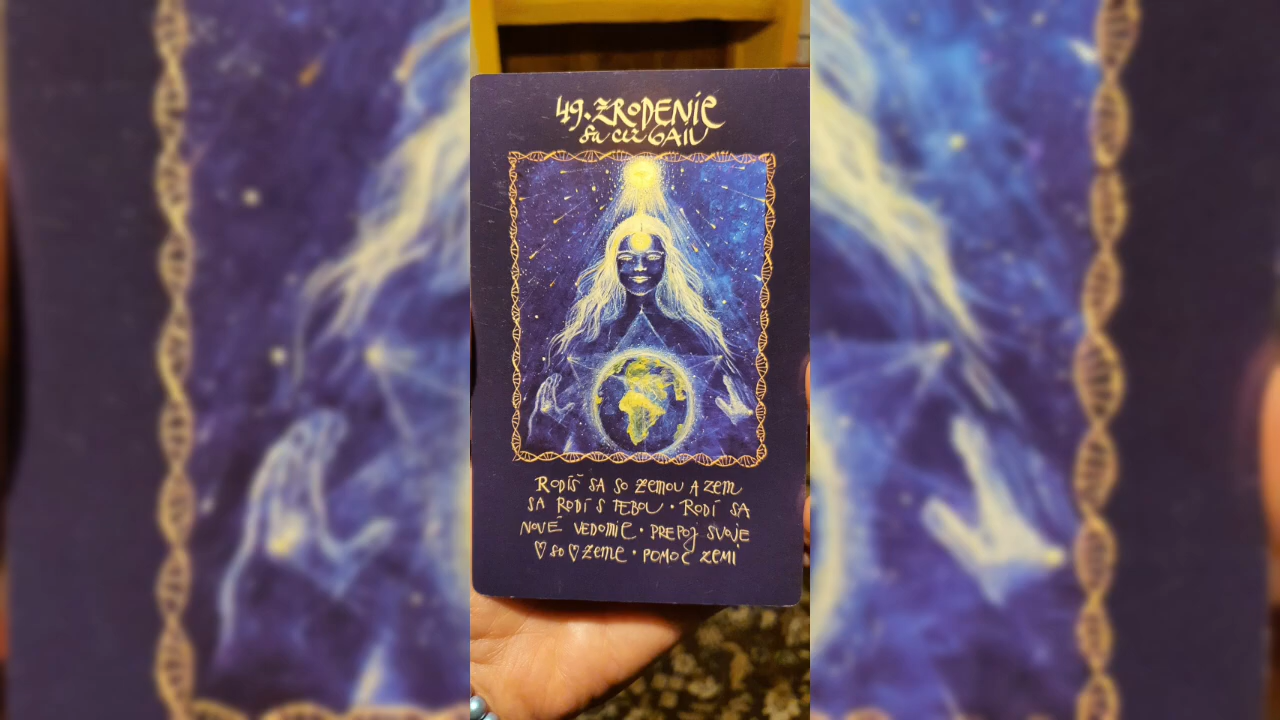 49. ZRODENIE
SA CEZ GAIU
RODÍŠ SA SO ZEMOU A ZEM
SA RODÍ S TEBOU • RODÍ SA
NOVÉ VEDOMIE • PREPOJ SVOJE
♡ SO ♡ ZEME • POMOC ZEMI